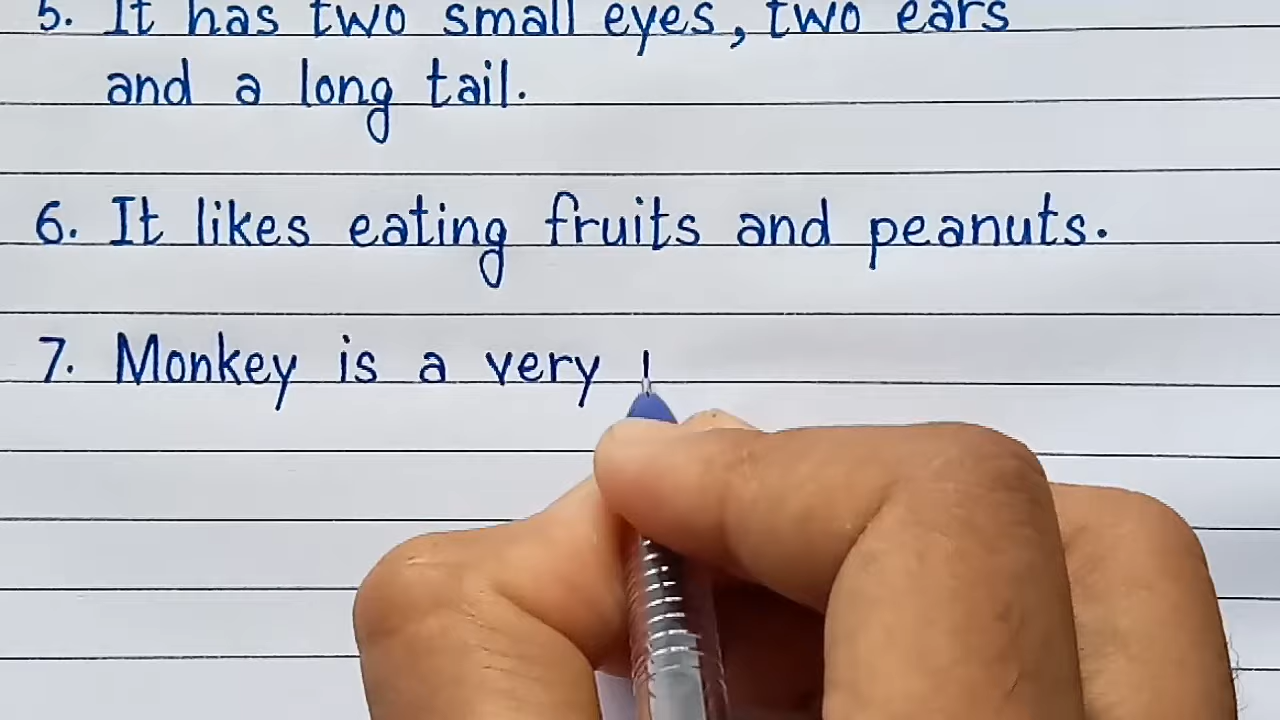 5. It has two small eyes, two ears
and a long tail.
6. It likes eating fruits and peanuts.
7. Monkey is a very